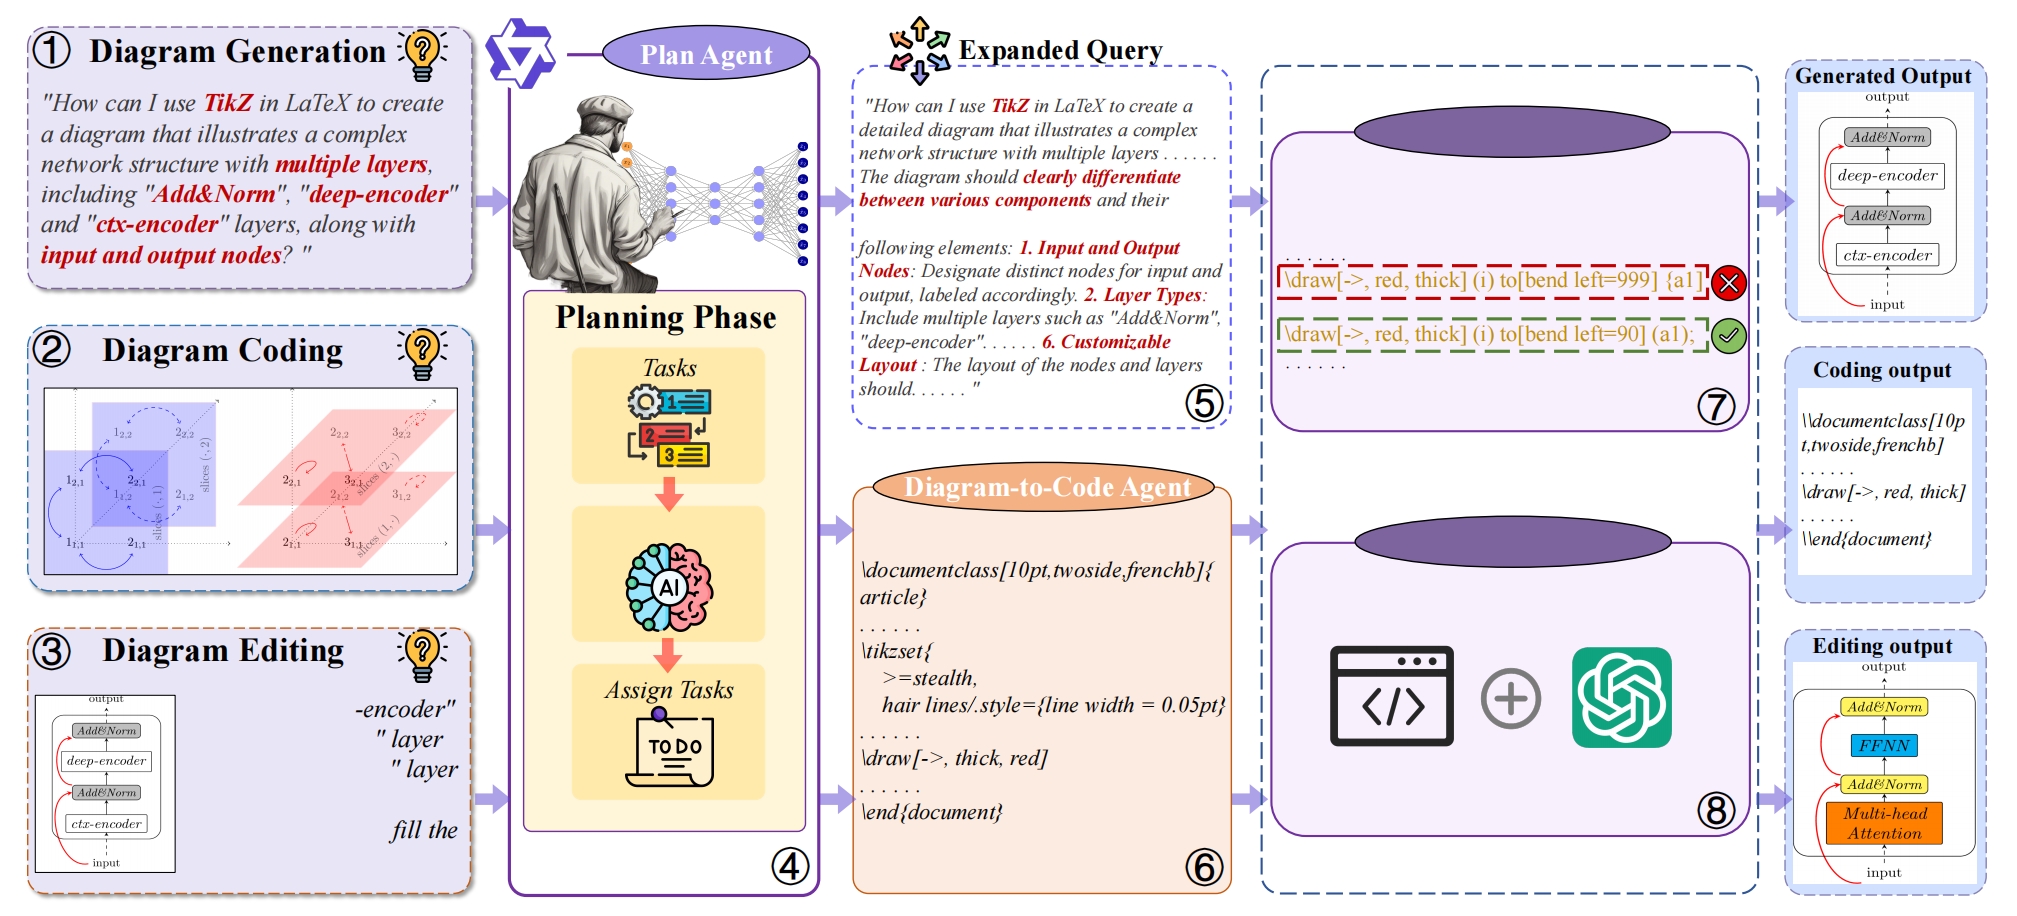 ① Diagram Generation
"How can I use TikZ in LaTeX to create
a diagram that illustrates a complex
network structure with multiple layers,
including "Add&Norm", "deep-encoder"
and "ctx-encoder" layers, along with
input and output nodes? "
② Diagram Coding
1_{2,2} 2_{2,2}
slices (·, 2)
1_{2,1} 2_{2,1}
1_{1,2} 2_{1,2}
slices (·, 1)
1_{1,1} 2_{1,1}
2_{2,2} 3_{2,2}
slices (2, ·)
2_{2,1} 3_{2,1}
2_{1,2} 3_{1,2}
slices (1, ·)
2_{1,1} 3_{1,1}
③ Diagram Editing
output
Add&Norm
deep-encoder
Add&Norm
ctx-encoder
input
-encoder"
" layer
" layer
fill the
Plan Agent
Planning Phase
Tasks
1
2
3
AI
Assign Tasks
TO DO
④
Expanded Query
"How can I use TikZ in LaTeX to create a
detailed diagram that illustrates a complex
network structure with multiple layers . . . . . .
The diagram should clearly differentiate
between various components and their
following elements: 1. Input and Output
Nodes: Designate distinct nodes for input and
output, labeled accordingly. 2. Layer Types:
Include multiple layers such as "Add&Norm",
"deep-encoder". . . . . . 6. Customizable
Layout : The layout of the nodes and layers
should. . . . . "
⑤
Diagram-to-Code Agent
\documentclass[10pt,twoside,frenchb]{
article}
. . . . . .
\tikzset{
>=stealth,
hair lines/.style={line width = 0.05pt}
. . . . . .
\draw[->, thick, red]
. . . . . .
\end{document}
⑥
. . . . . .
\draw[->, red, thick] (i) to[bend left=999] {a1]
\draw[->, red, thick] (i) to[bend left=90] (a1);
. . . . . .
⑦
</>
⑧
Generated Output
output
Add&Norm
deep-encoder
Add&Norm
ctx-encoder
input
Coding output
\\documentclass[10p
t,twoside,frenchb]
. . . . . .
\draw[->, red, thick]
. . . . . .
\\end{document}
Editing output
output
Add&Norm
FFNN
Add&Norm
Multi-head
Attention
input